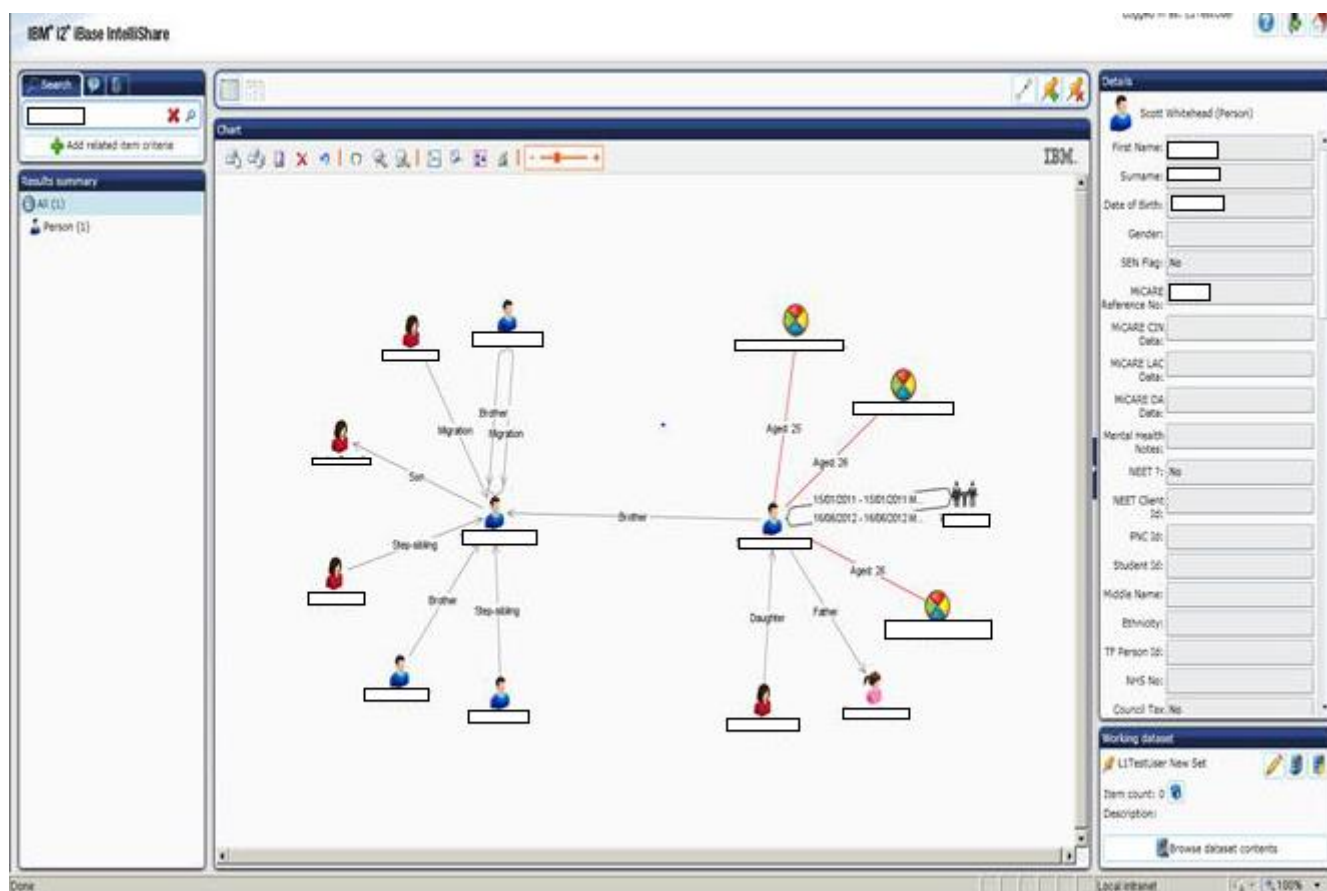 IBM® i2® iBase IntelliShare
Logged in as: L1TestUser
Search
Add related item criteria
Results summary
All (1)
Person (1)
Chart
IBM.
Brother
Migration
Migration
Son
Step-sibling
Brother
Step-sibling
Brother
Aged: 25
Aged: 26
15/01/2011 - 15/01/2011 M...
16/06/2012 - 16/06/2012 M...
Aged: 26
Daughter
Father
Details
Scott Whitehead (Person)
First Name:
Surname:
Date of Birth:
Gender:
SEN Flag: No
MiCARE
Reference No:
MiCARE CIN
Data:
MiCARE LAC
Data:
MiCARE DA
Data:
Mental Health
Notes:
NEET ?: No
NEET Client
Id:
PNC Id:
Student Id:
Middle Name:
Ethnicity:
TF Person Id:
NHS No:
Council Tax No
Working dataset
L1TestUser New Set
Item count: 0
Description:
Browse dataset contents
Done
Local intranet
100%